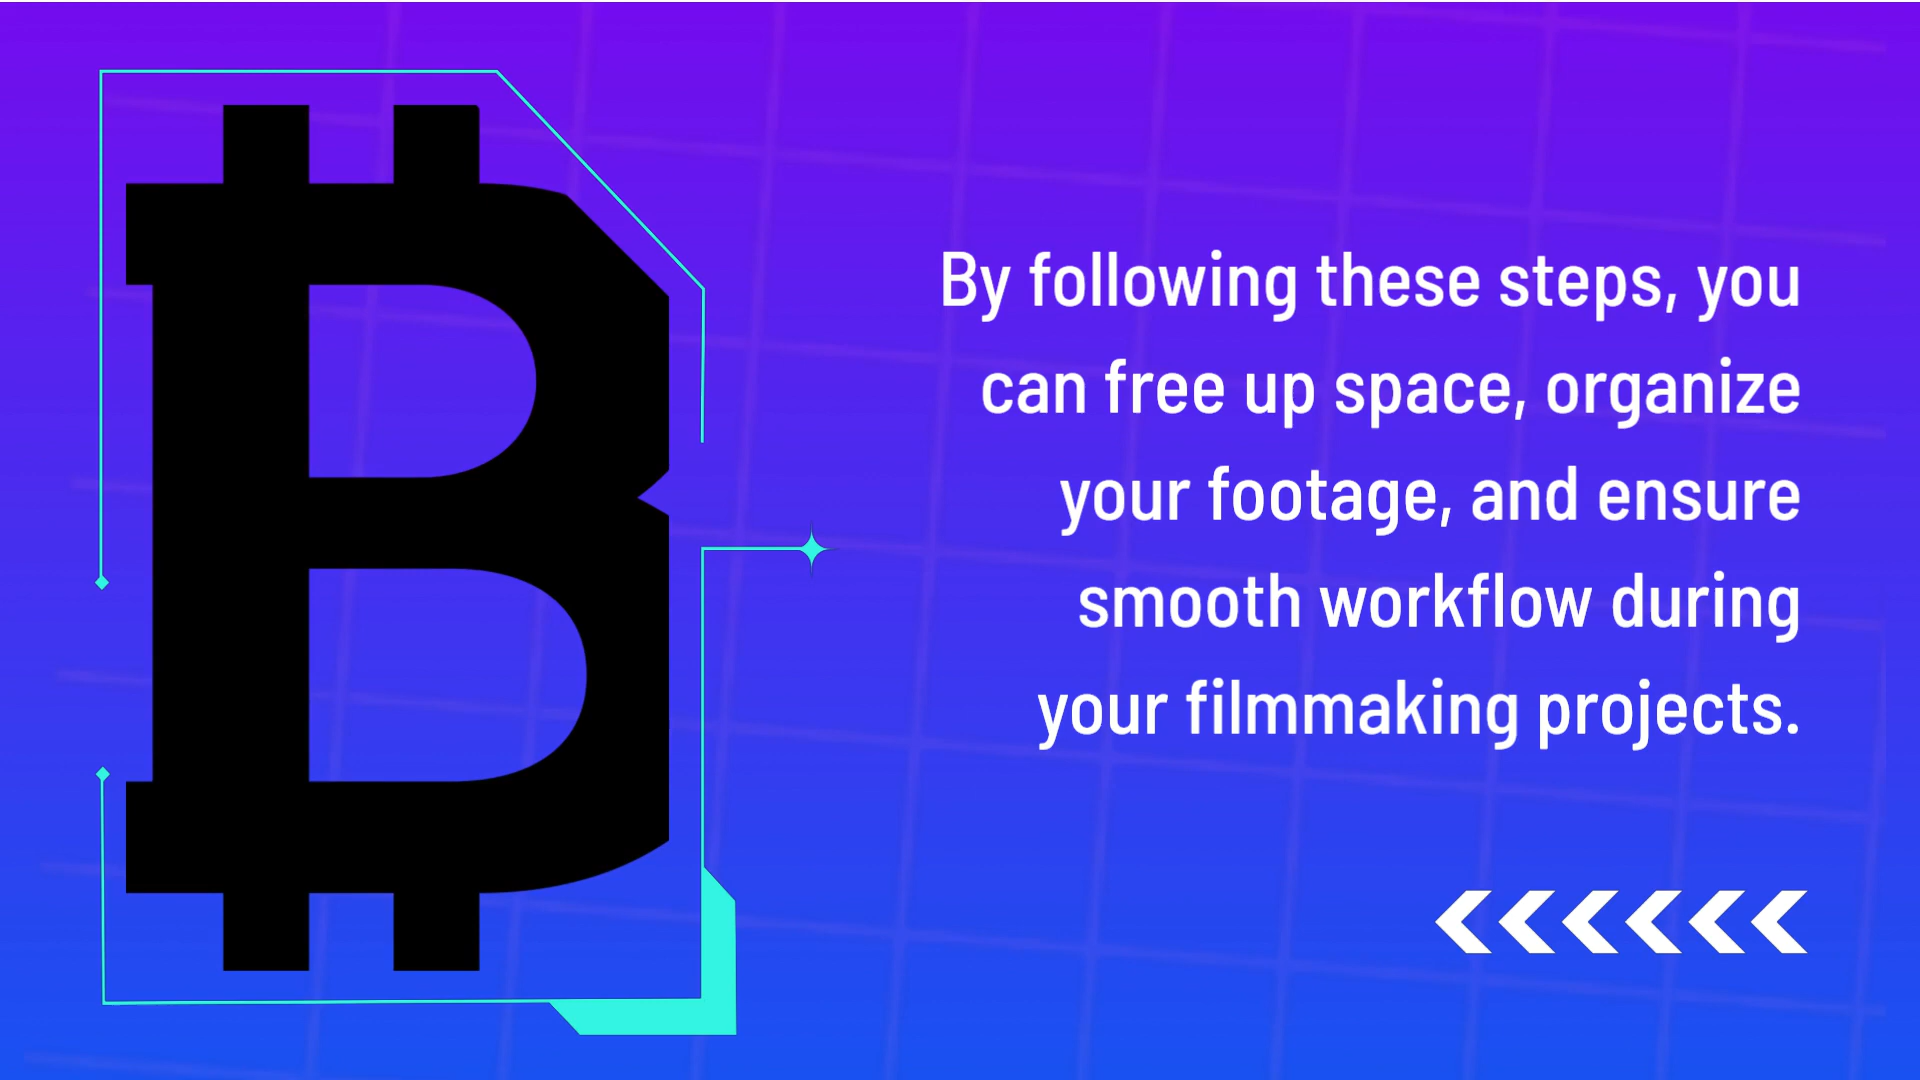 By following these steps, you
can free up space, organize
your footage, and ensure
smooth workflow during
your filmmaking projects.